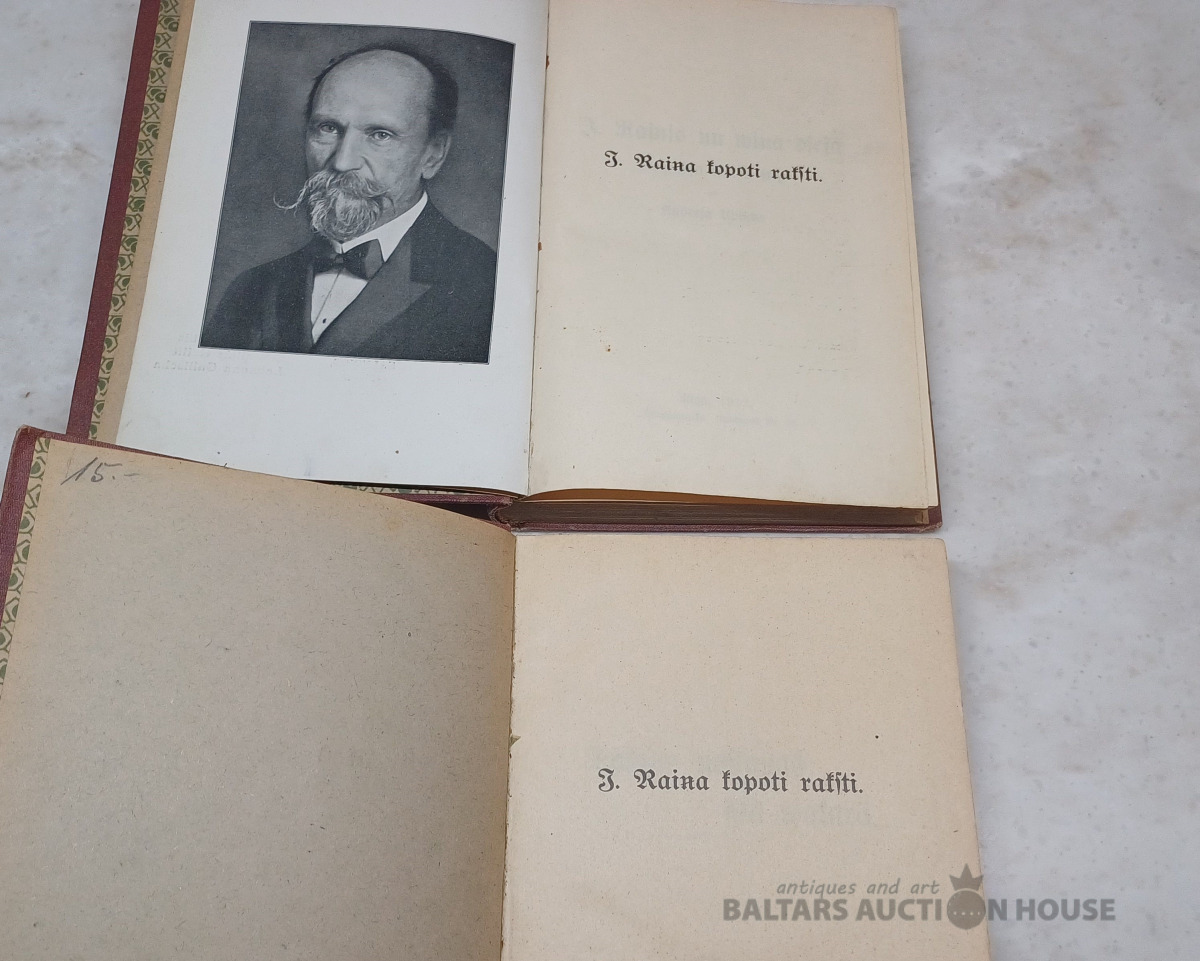 J. Raiņa kopoti raksti.
15.-
J. Raiņa kopoti raksti.
antiques and art
BALTARS AUCTION HOUSE